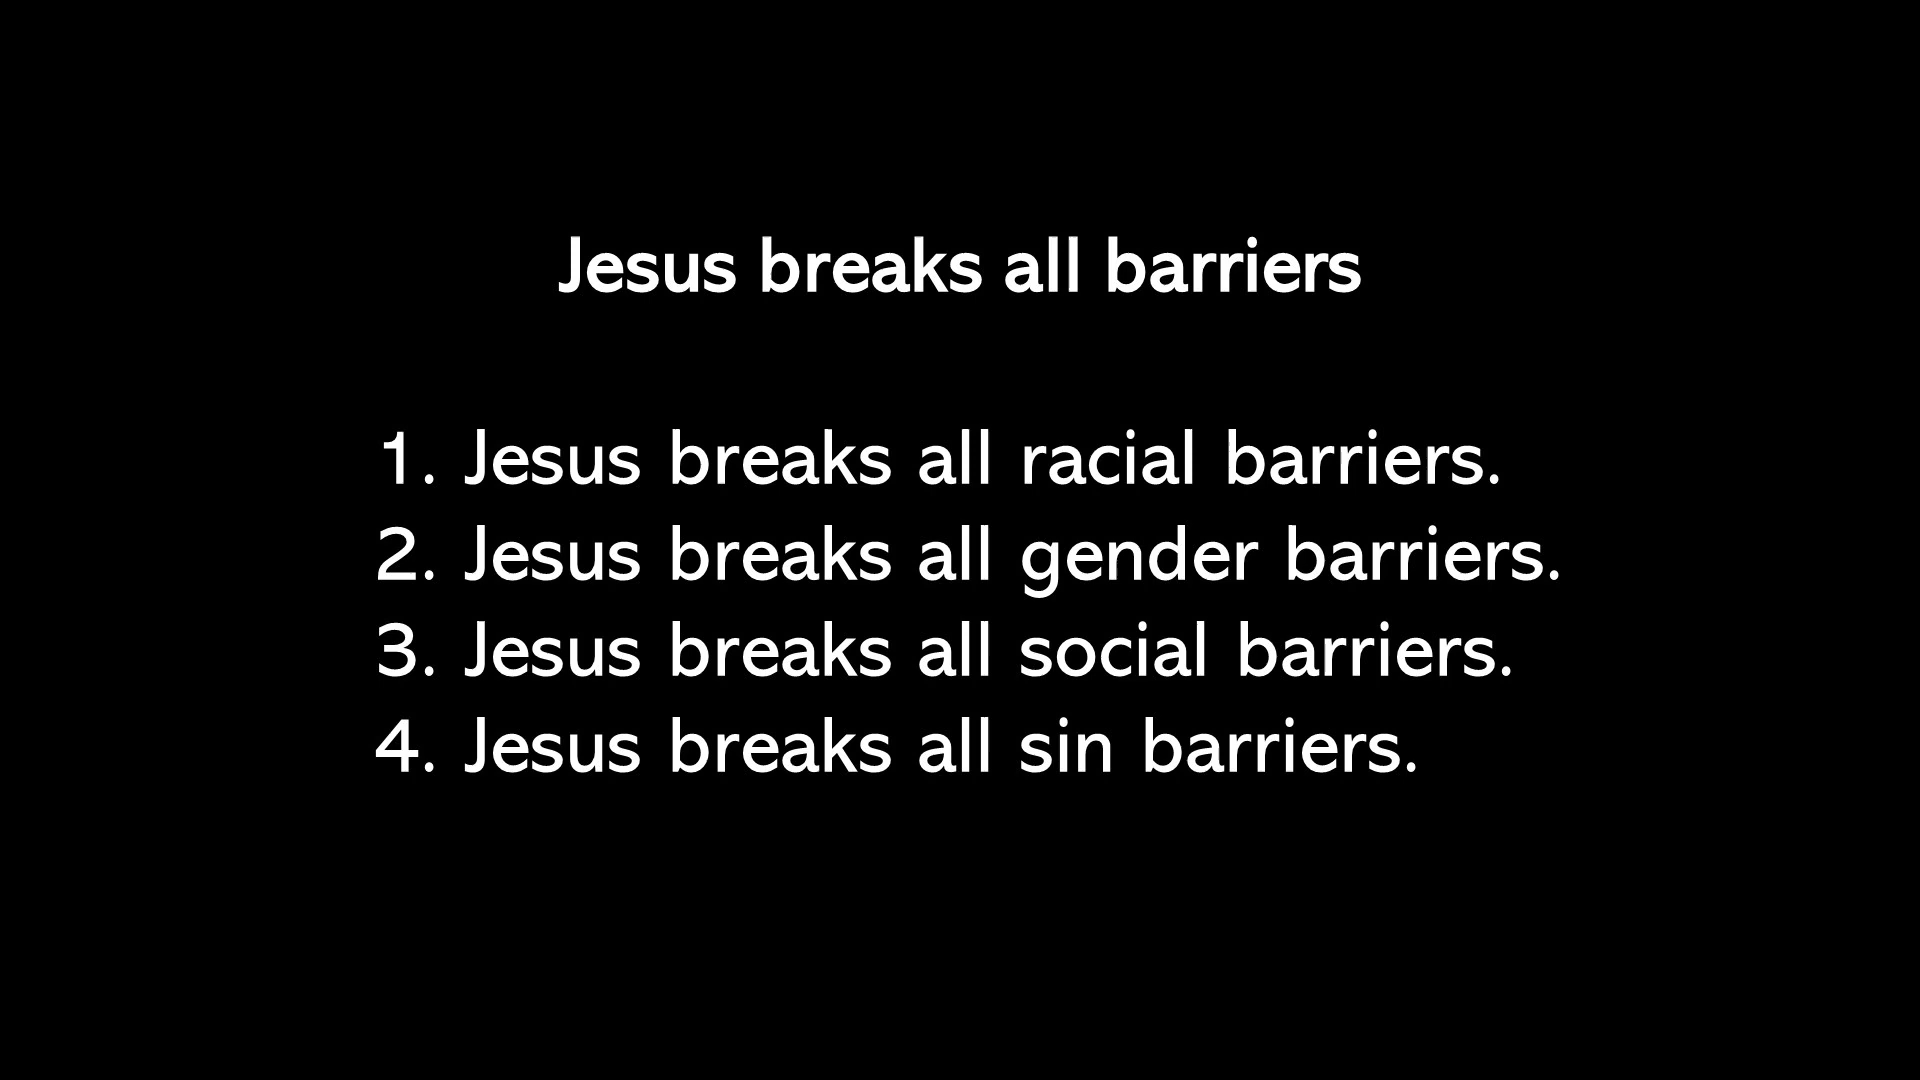 Jesus breaks all barriers
1. Jesus breaks all racial barriers.
2. Jesus breaks all gender barriers.
3. Jesus breaks all social barriers.
4. Jesus breaks all sin barriers.